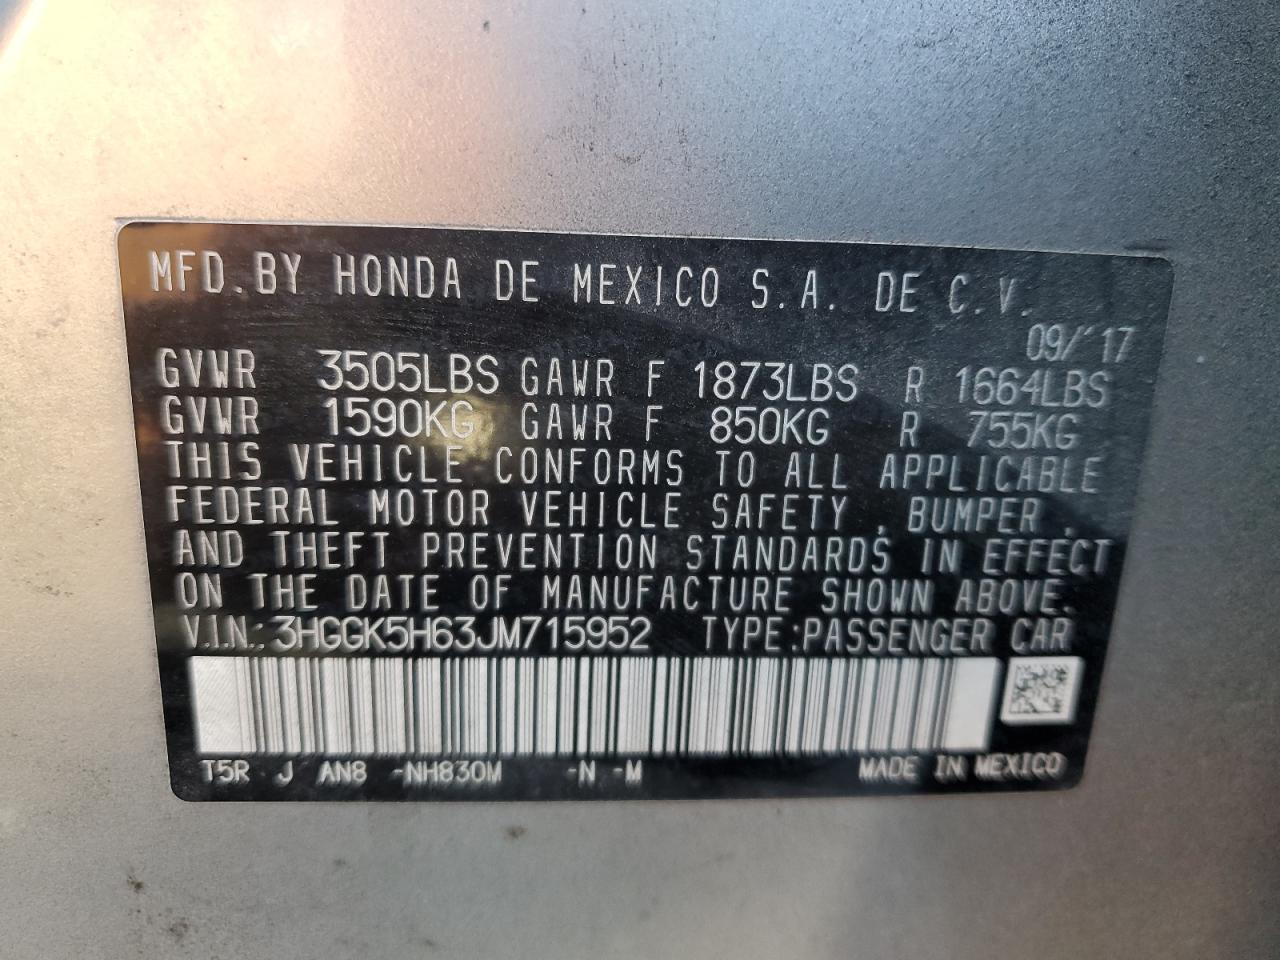 MFD.BY HONDA DE MEXICO S.A. DE C.V.
09/'17
GVWR 3505LBS GAWR F 1873LBS R 1664LBS
GVWR 1590KG GAWR F 850KG R 755KG
THIS VEHICLE CONFORMS TO ALL APPLICABLE
FEDERAL MOTOR VEHICLE SAFETY , BUMPER ,
AND THEFT PREVENTION STANDARDS IN EFFECT
ON THE DATE OF MANUFACTURE SHOWN ABOVE.
V.I.N.: 3HGGK5H63JM715952 TYPE:PASSENGER CAR
T5R J AN8 -NH830M -N -M MADE IN MEXICO